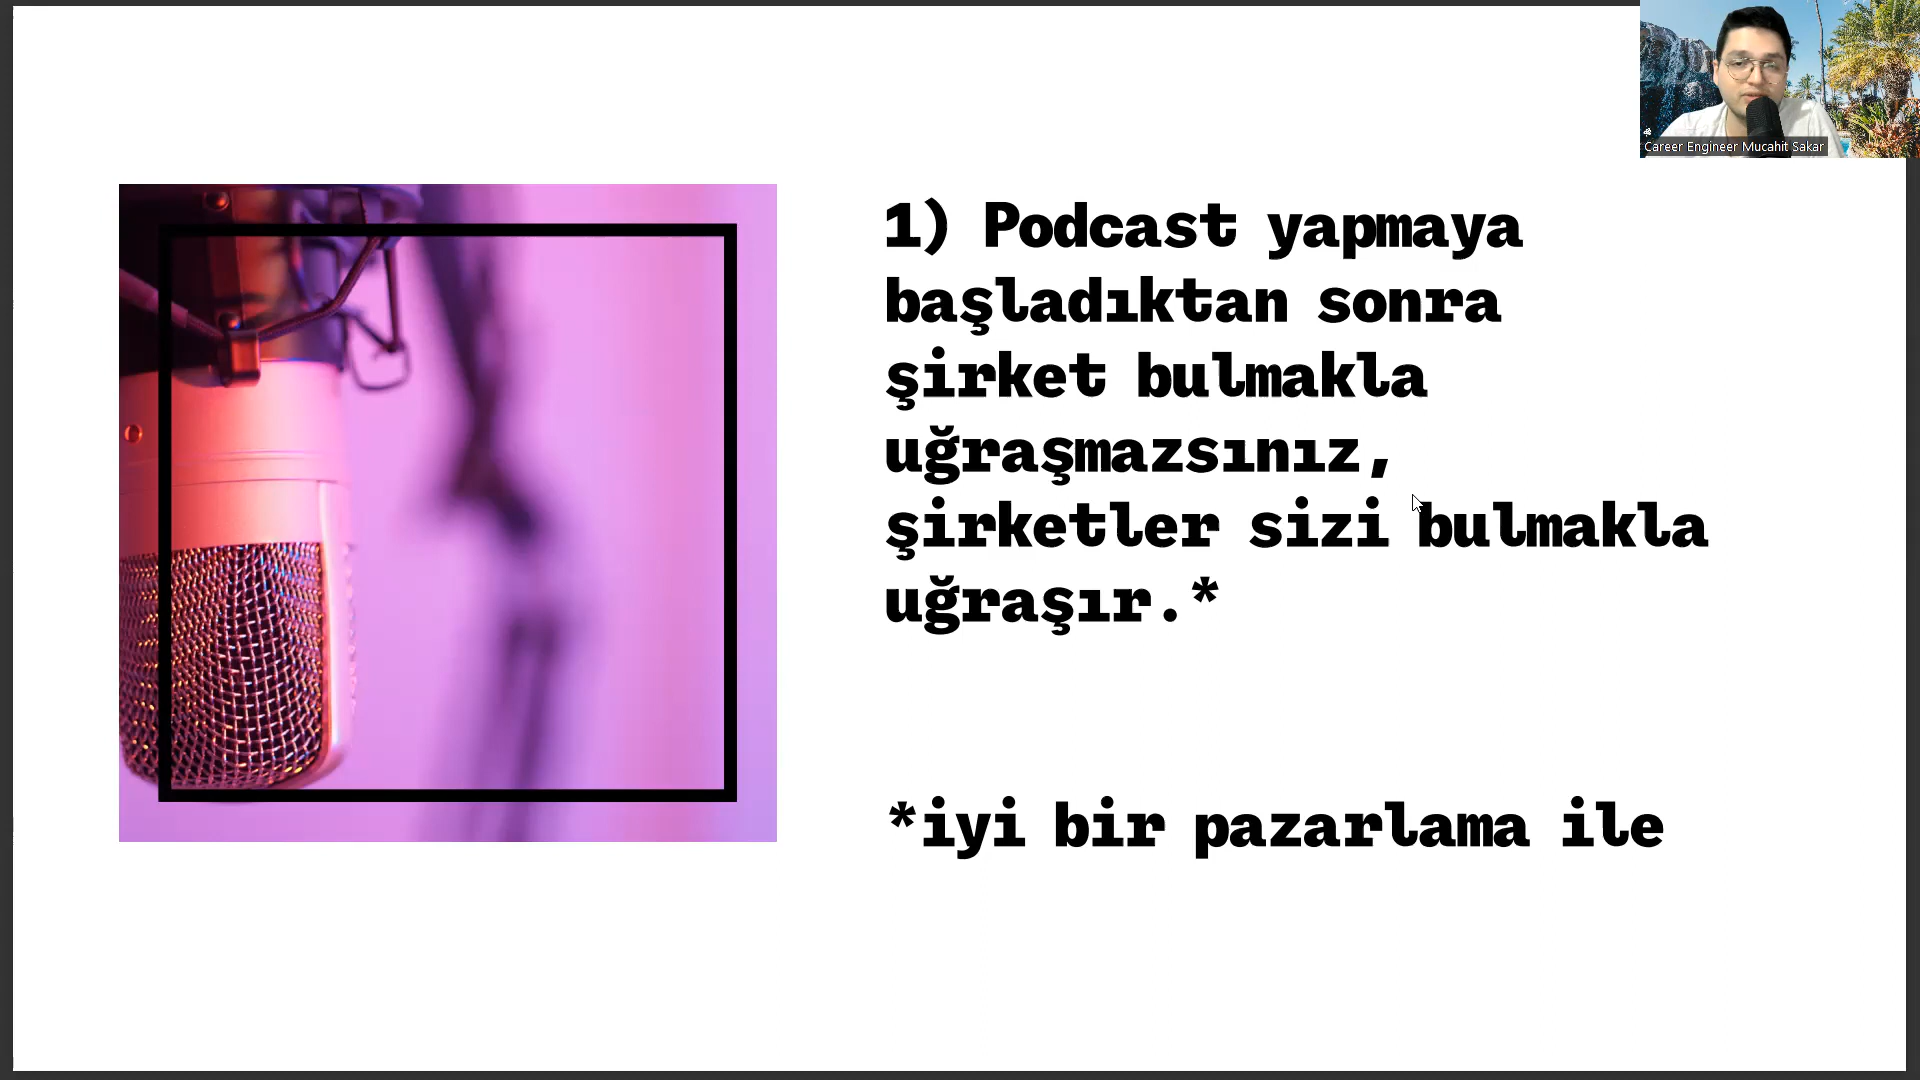 Career Engineer Mucahit Sakar
1) Podcast yapmaya
başladıktan sonra
şirket bulmakla
uğraşmazsınız,
şirketler sizi bulmakla
uğraşır.*
*iyi bir pazarlama ile